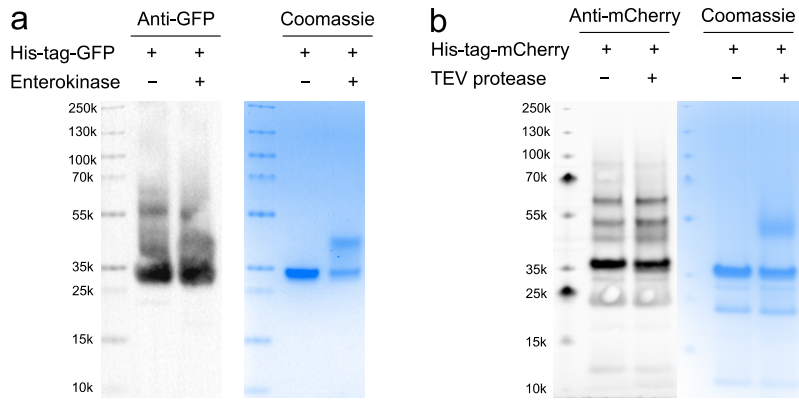 a
Anti-GFP Coomassie
His-tag-GFP + + + +
Enterokinase – + – +
250k
130k
100k
70k
55k
35k
25k
15k
10k
b
Anti-mCherry Coomassie
His-tag-mCherry + + + +
TEV protease – + – +
250k
130k
100k
70k
55k
35k
25k
15k
10k